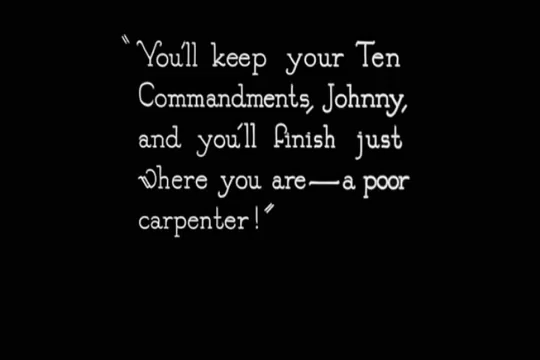 "You'll keep your Ten
Commandments, Johnny,
and you'll finish just
where you are—a poor
carpenter!"